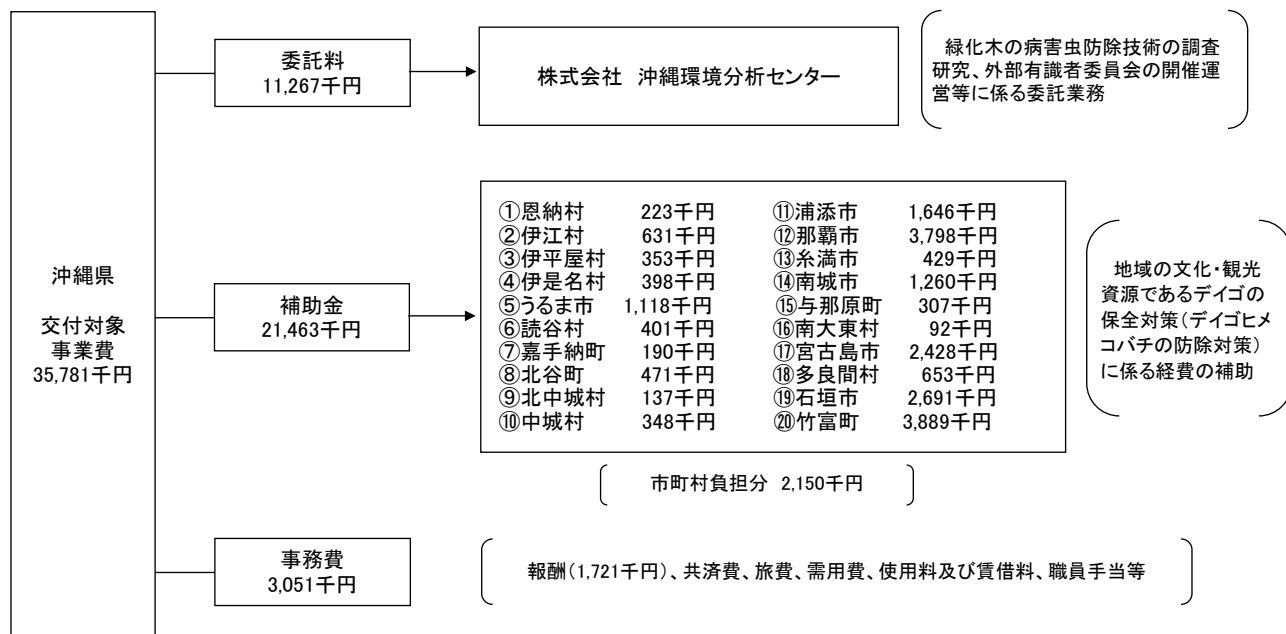 沖縄県
交付対象
事業費
35,781千円
委託料
11,267千円
株式会社 沖縄環境分析センター
緑化木の病害虫防除技術の調査
研究、外部有識者委員会の開催運
営等に係る委託業務
補助金
21,463千円
①恩納村 223千円
②伊江村 631千円
③伊平屋村 353千円
④伊是名村 398千円
⑤うるま市 1,118千円
⑥読谷村 401千円
⑦嘉手納町 190千円
⑧北谷町 471千円
⑨北中城村 137千円
⑩中城村 348千円
⑪浦添市 1,646千円
⑫那覇市 3,798千円
⑬糸満市 429千円
⑭南城市 1,260千円
⑮与那原町 307千円
⑯南大東村 92千円
⑰宮古島市 2,428千円
⑱多良間村 653千円
⑲石垣市 2,691千円
⑳竹富町 3,889千円
地域の文化・観光
資源であるデイゴの
保全対策(デイゴヒメ
コバチの防除対策)
に係る経費の補助
市町村負担分 2,150千円
事務費
3,051千円
報酬(1,721千円)、共済費、旅費、需用費、使用料及び賃借料、職員手当等